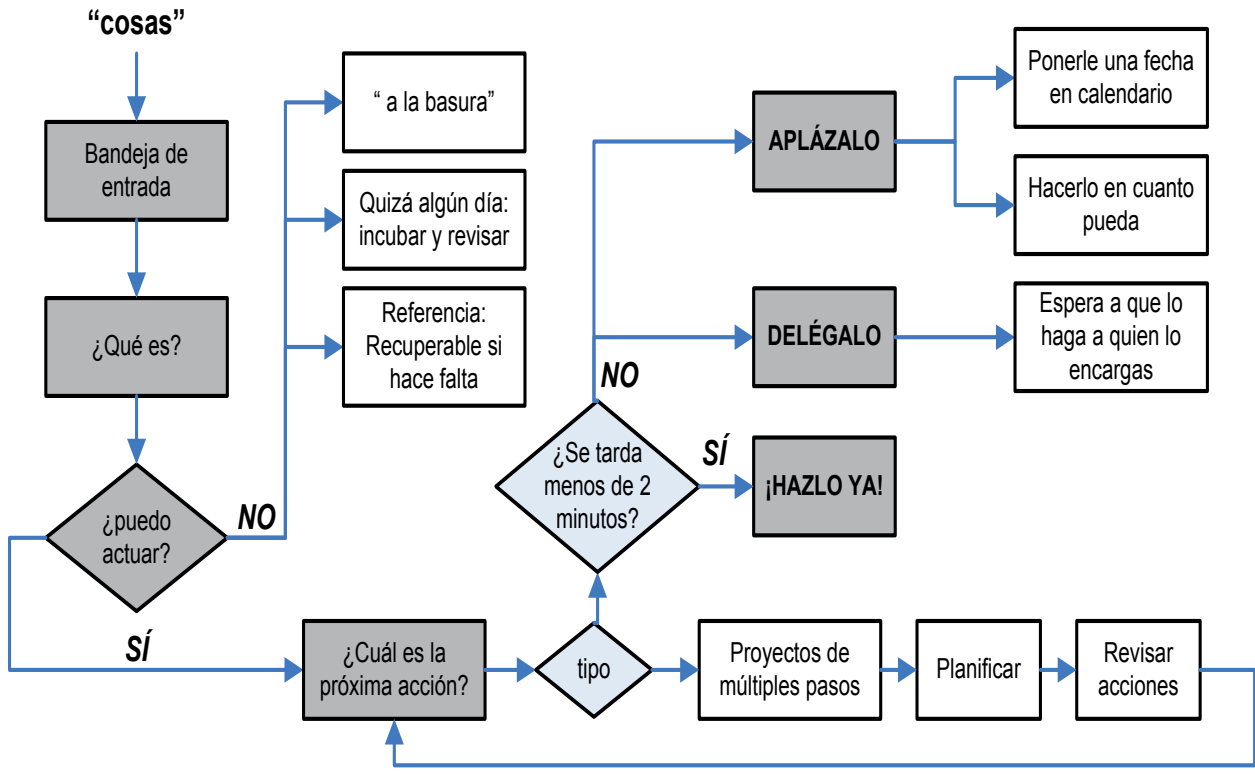 “cosas”
Bandeja de
entrada
¿Qué es?
¿puedo
actuar?
NO
SÍ
“ a la basura”
Quizá algún día:
incubar y revisar
Referencia:
Recuperable si
hace falta
¿Cuál es la
próxima acción?
tipo
¿Se tarda
menos de 2
minutos?
NO
SÍ
APLÁZALO
Ponerle una fecha
en calendario
Hacerlo en cuanto
pueda
DELÉGALO
Espera a que lo
haga a quien lo
encargas
¡HAZLO YA!
Proyectos de
múltiples pasos
Planificar
Revisar
acciones